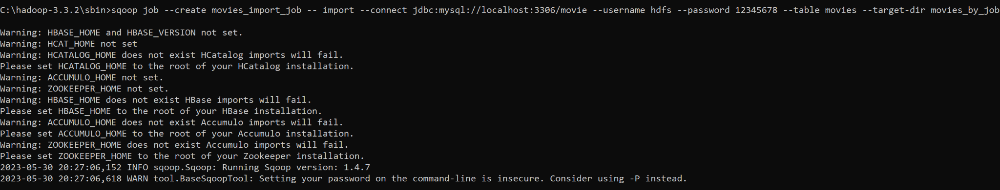 C:\hadoop-3.3.2\sbin>sqoop job --create movies_import_job -- import --connect jdbc:mysql://localhost:3306/movie --username hdfs --password 12345678 --table movies --target-dir movies_by_job
Warning: HBASE_HOME and HBASE_VERSION not set.
Warning: HCAT_HOME not set
Warning: HCATALOG_HOME does not exist HCatalog imports will fail.
Please set HCATALOG_HOME to the root of your HCatalog installation.
Warning: ACCUMULO_HOME not set.
Warning: ZOOKEEPER_HOME not set.
Warning: HBASE_HOME does not exist HBase imports will fail.
Please set HBASE_HOME to the root of your HBase installation.
Warning: ACCUMULO_HOME does not exist Accumulo imports will fail.
Please set ACCUMULO_HOME to the root of your Accumulo installation.
Warning: ZOOKEEPER_HOME does not exist Accumulo imports will fail.
Please set ZOOKEEPER_HOME to the root of your Zookeeper installation.
2023-05-30 20:27:06,152 INFO sqoop.Sqoop: Running Sqoop version: 1.4.7
2023-05-30 20:27:06,618 WARN tool.BaseSqoopTool: Setting your password on the command-line is insecure. Consider using -P instead.